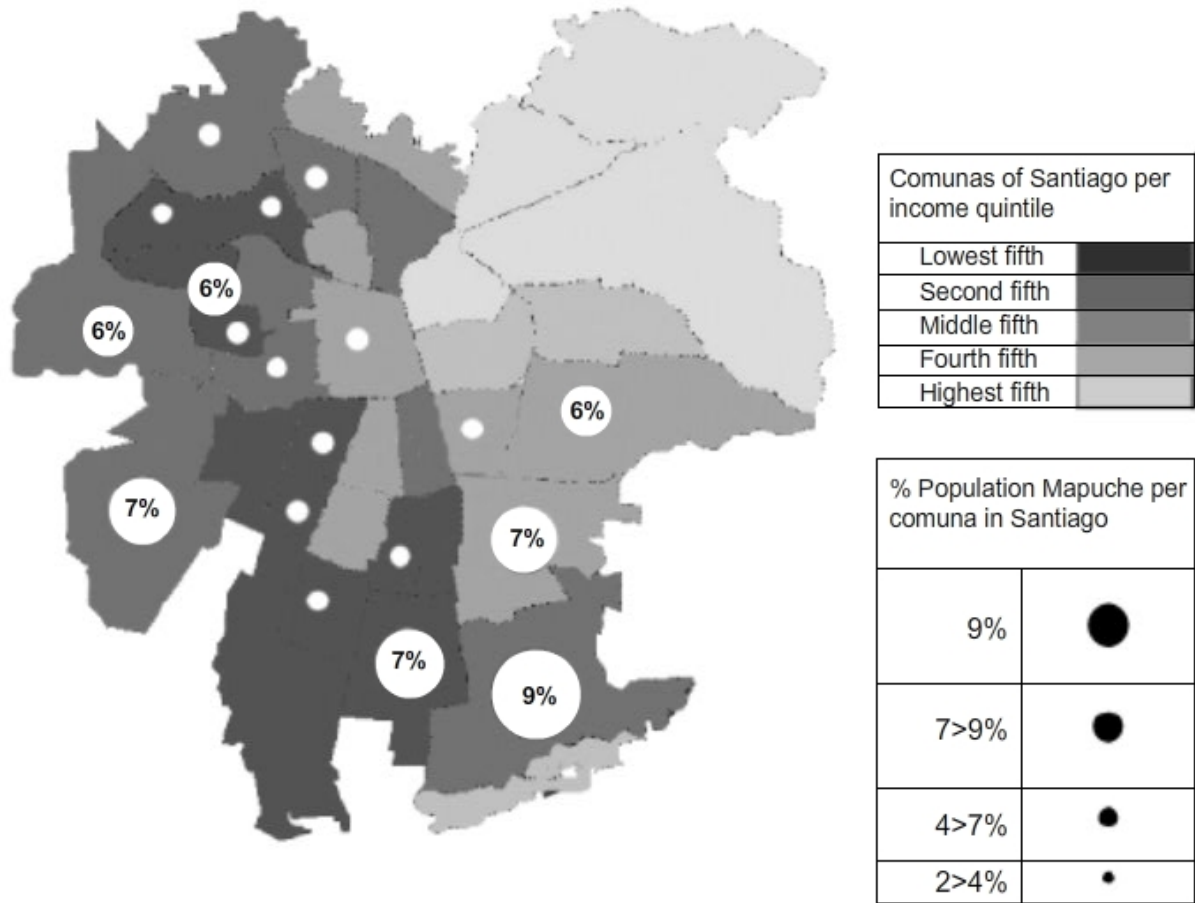 6%
6%
6%
7%
7%
7%
9%
Comunas of Santiago per
income quintile
Lowest fifth
Second fifth
Middle fifth
Fourth fifth
Highest fifth
% Population Mapuche per
comuna in Santiago
9%
7>9%
4>7%
2>4%